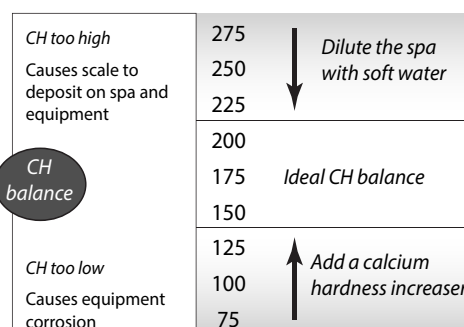 CH too high
Causes scale to
deposit on spa and
equipment
CH
balance
CH too low
Causes equipment
corrosion
275
250
225
200
175
150
125
100
75
Dilute the spa
with soft water
Ideal CH balance
Add a calcium
hardness increaser